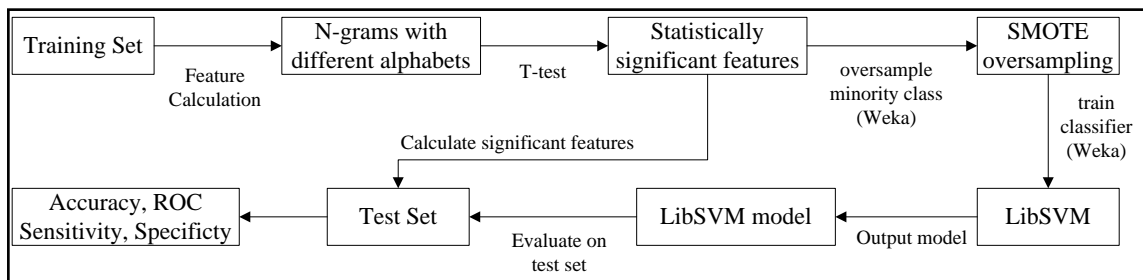 Training Set
Feature
Calculation
N-grams with
different alphabets
T-test
Statistically
significant features
oversample
minority class
(Weka)
SMOTE
oversampling
train
classifier
(Weka)
Calculate significant features
Accuracy, ROC
Sensitivity, Specificty
Test Set
Evaluate on
test set
LibSVM model
Output model
LibSVM